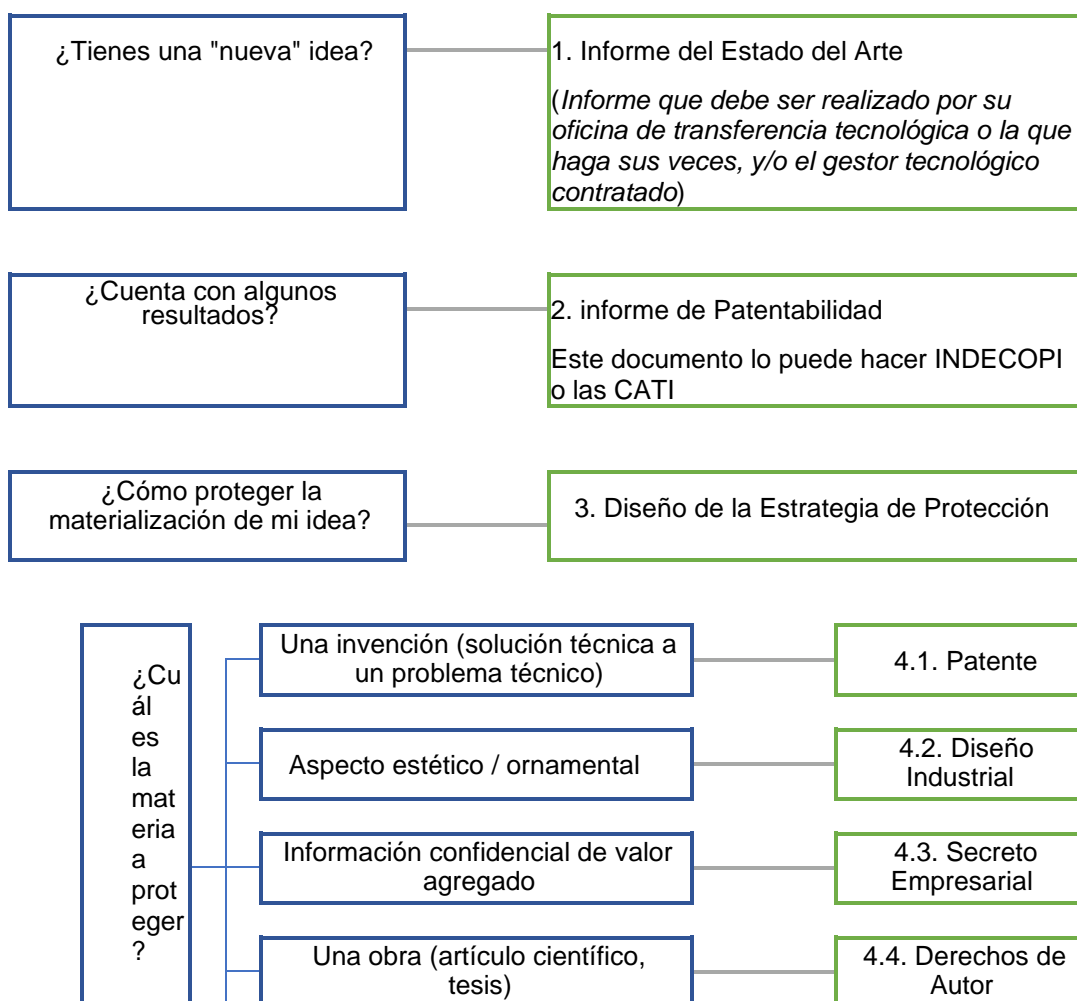 ¿Tienes una "nueva" idea?
1. Informe del Estado del Arte
(Informe que debe ser realizado por su
oficina de transferencia tecnológica o la que
haga sus veces, y/o el gestor tecnológico
contratado)
¿Cuenta con algunos
resultados?
2. informe de Patentabilidad
Este documento lo puede hacer INDECOPI
o las CATI
¿Cómo proteger la
materialización de mi idea?
3. Diseño de la Estrategia de Protección
¿Cu
ál
es
la
mat
eria
a
prot
eger
?
Una invención (solución técnica a
un problema técnico)
4.1. Patente
Aspecto estético / ornamental
4.2. Diseño
Industrial
Información confidencial de valor
agregado
4.3. Secreto
Empresarial
Una obra (artículo científico,
tesis)
4.4. Derechos de
Autor